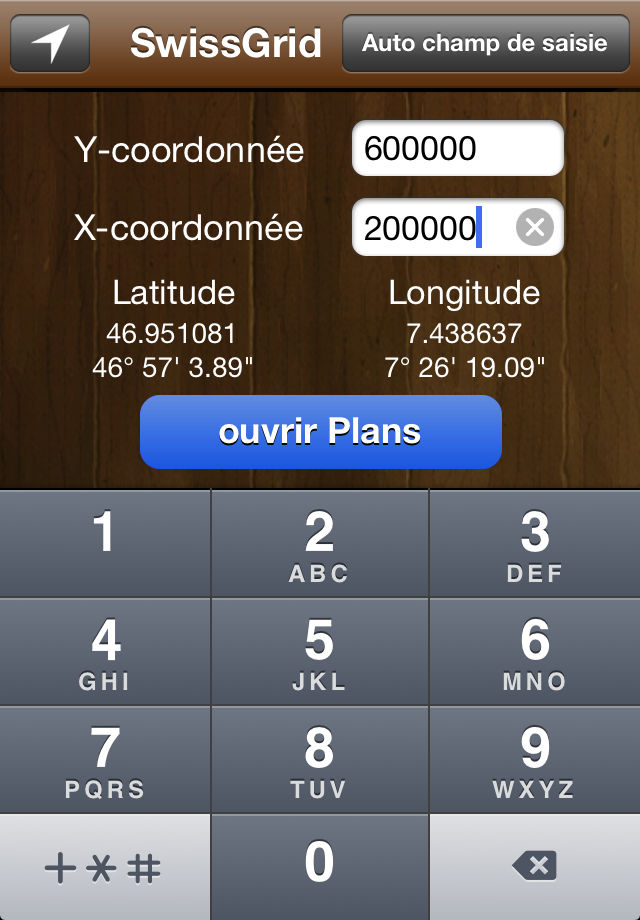 SwissGrid
Auto champ de saisie
Y-coordonnée 600000
X-coordonnée 200000
Latitude Longitude
46.951081 7.438637
46° 57' 3.89" 7° 26' 19.09"
ouvrir Plans
1 2 3
ABC DEF
4 5 6
GHI JKL MNO
7 8 9
PQRS TUV WXYZ
+*# 0